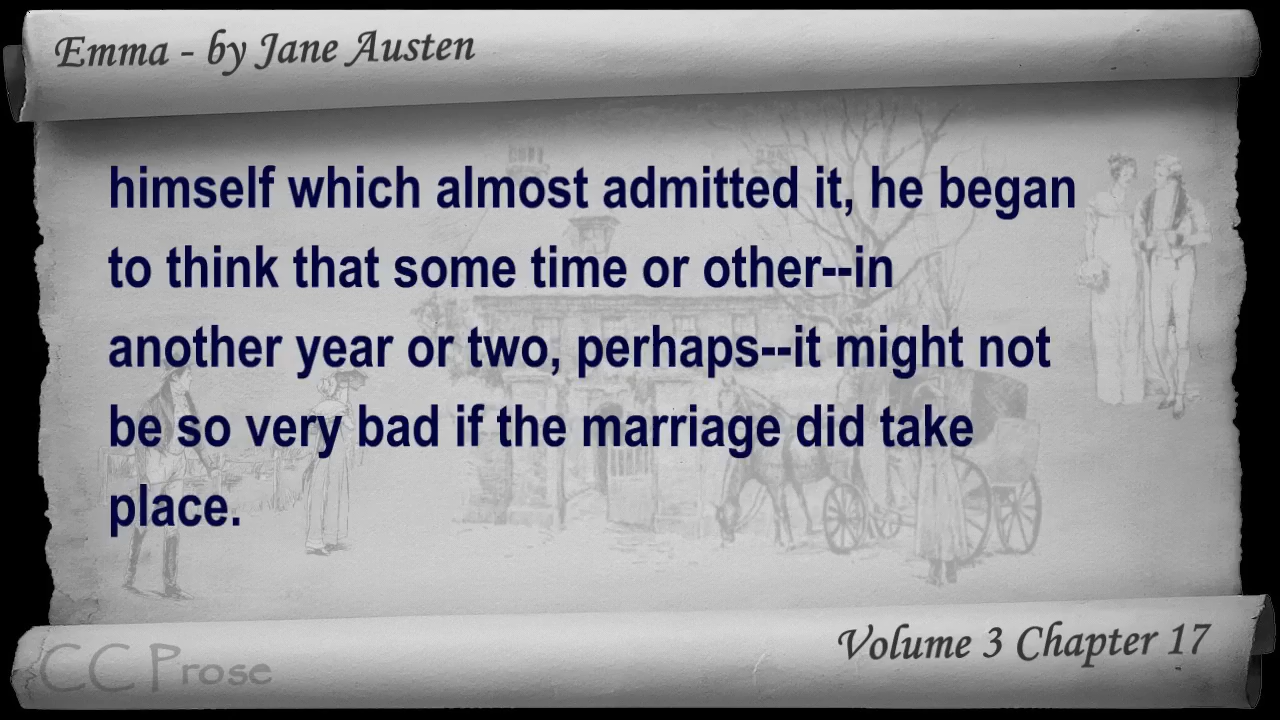 Emma - by Jane Austen
himself which almost admitted it, he began
to think that some time or other--in
another year or two, perhaps--it might not
be so very bad if the marriage did take
place.
Volume 3 Chapter 17
CC Prose